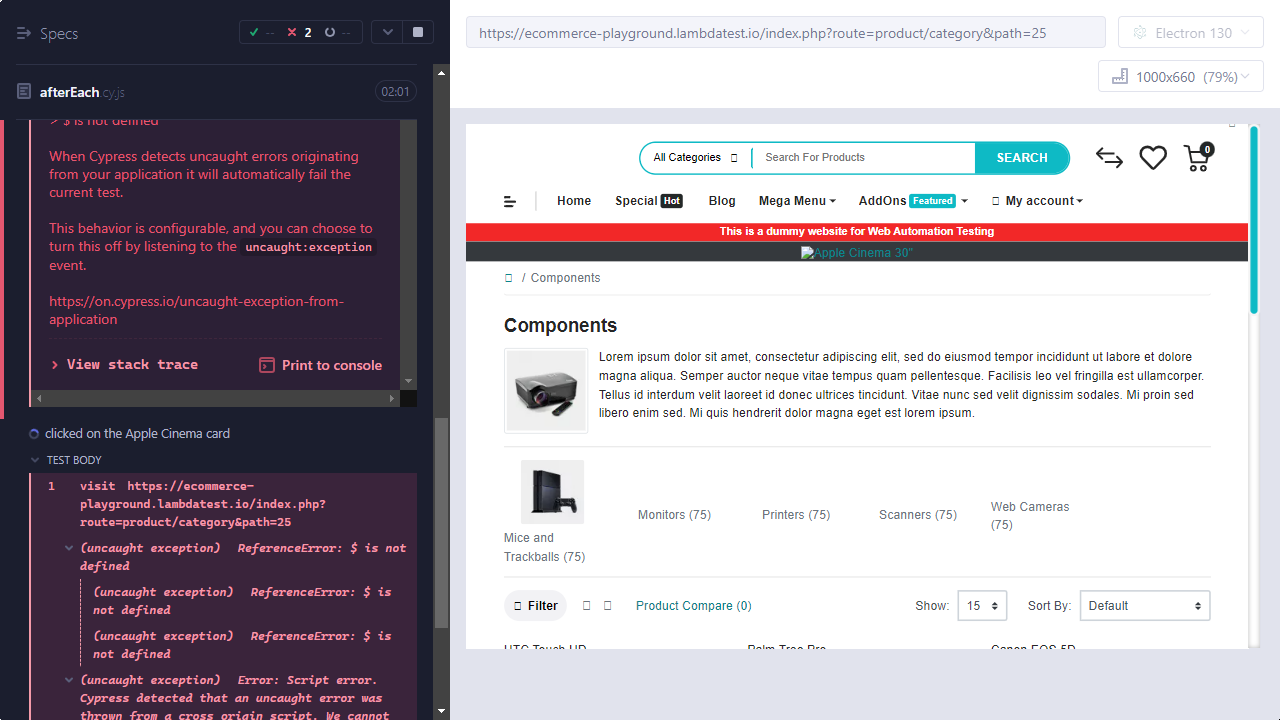 Specs
-- 2 --
afterEach.cy.js
02:01
> $ is not defined
When Cypress detects uncaught errors originating
from your application it will automatically fail the
current test.
This behavior is configurable, and you can choose to
turn this off by listening to the uncaught:exception
event.
https://on.cypress.io/uncaught-exception-from-
application
View stack trace
Print to console
clicked on the Apple Cinema card
TEST BODY
1 visit https://ecommerce-
playground.lambdatest.io/index.php?
route=product/category&path=25
(uncaught exception) ReferenceError: $ is not
defined
(uncaught exception) ReferenceError: $ is
not defined
(uncaught exception) ReferenceError: $ is
not defined
(uncaught exception) Error: Script error.
Cypress detected that an uncaught error was
thrown from a cross origin script. We cannot
https://ecommerce-playground.lambdatest.io/index.php?route=product/category&path=25
Electron 130
1000x660 (79%)
All Categories
Search For Products
SEARCH
0
Home
Special Hot
Blog
Mega Menu
AddOns Featured
My account
This is a dummy website for Web Automation Testing
Apple Cinema 30"
/ Components
Components
Lorem ipsum dolor sit amet, consectetur adipiscing elit, sed do eiusmod tempor incididunt ut labore et dolore
magna aliqua. Semper auctor neque vitae tempus quam pellentesque. Facilisis leo vel fringilla est ullamcorper.
Tellus id interdum velit laoreet id donec ultrices tincidunt. Vitae nunc sed velit dignissim sodales. Mi proin sed
libero enim sed. Mi quis hendrerit dolor magna eget est lorem ipsum.
Mice and
Trackballs (75)
Monitors (75)
Printers (75)
Scanners (75)
Web Cameras
(75)
Filter
Product Compare (0)
Show:
15
Sort By:
Default
HTC Touch HD
Palm Treo Pro
Canon EOS 5D